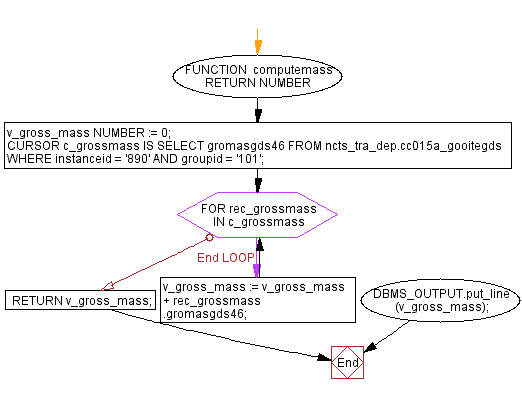 FUNCTION computemass
RETURN NUMBER
v_gross_mass NUMBER := 0;
CURSOR c_grossmass IS SELECT gromasgds46 FROM ncts_tra_dep.cc015a_gooitegds
WHERE instanceid = '890' AND groupid = '101';
FOR rec_grossmass
IN c_grossmass
End LOOP
v_gross_mass := v_gross_mass
+ rec_grossmass
.gromasgds46;
RETURN v_gross_mass;
DBMS_OUTPUT.put_line
(v_gross_mass);
End